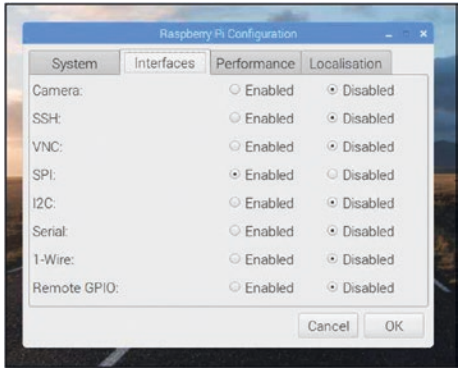 Raspberry Pi Configuration
System Interfaces Performance Localisation
Camera: Enabled Disabled
SSH: Enabled Disabled
VNC: Enabled Disabled
SPI: Enabled Disabled
I2C: Enabled Disabled
Serial: Enabled Disabled
1-Wire: Enabled Disabled
Remote GPIO: Enabled Disabled
Cancel OK